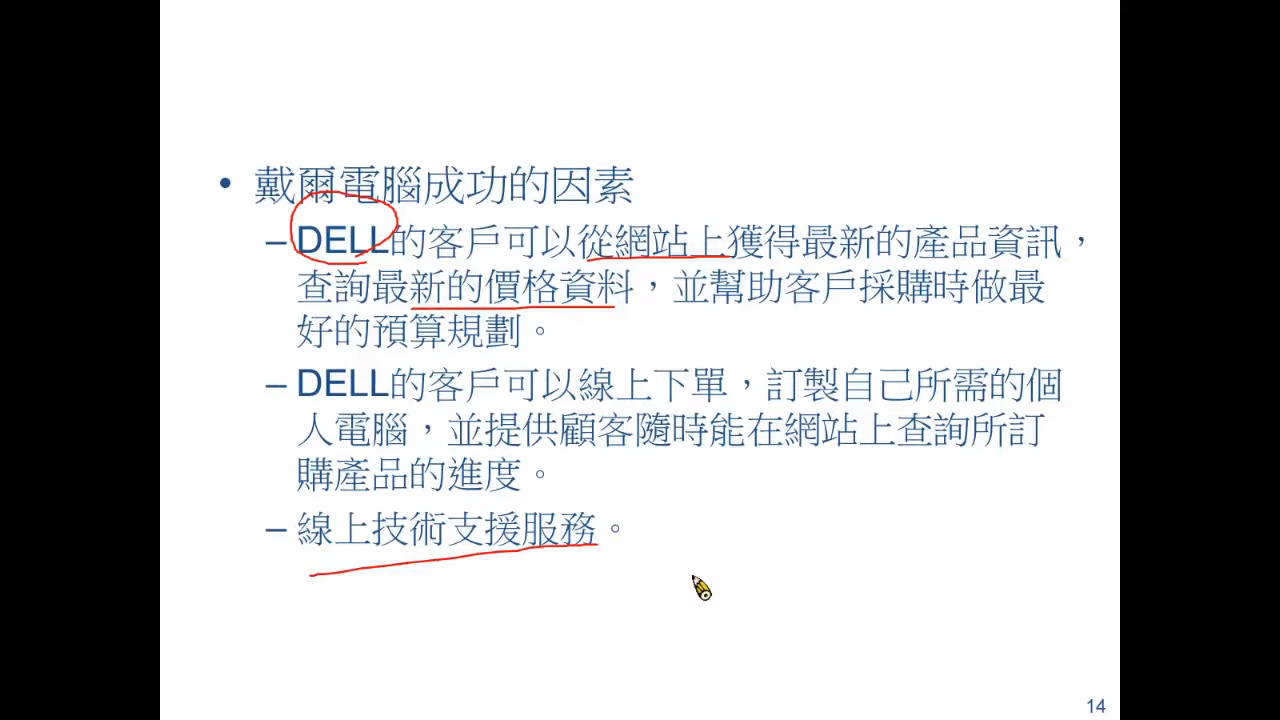 • 戴爾電腦成功的因素
– DELL的客戶可以從網站上獲得最新的產品資訊，
查詢最新的價格資料，並幫助客戶採購時做最
好的預算規劃。
– DELL的客戶可以線上下單，訂製自己所需的個
人電腦，並提供顧客隨時能在網站上查詢所訂
購產品的進度。
– 線上技術支援服務。
14